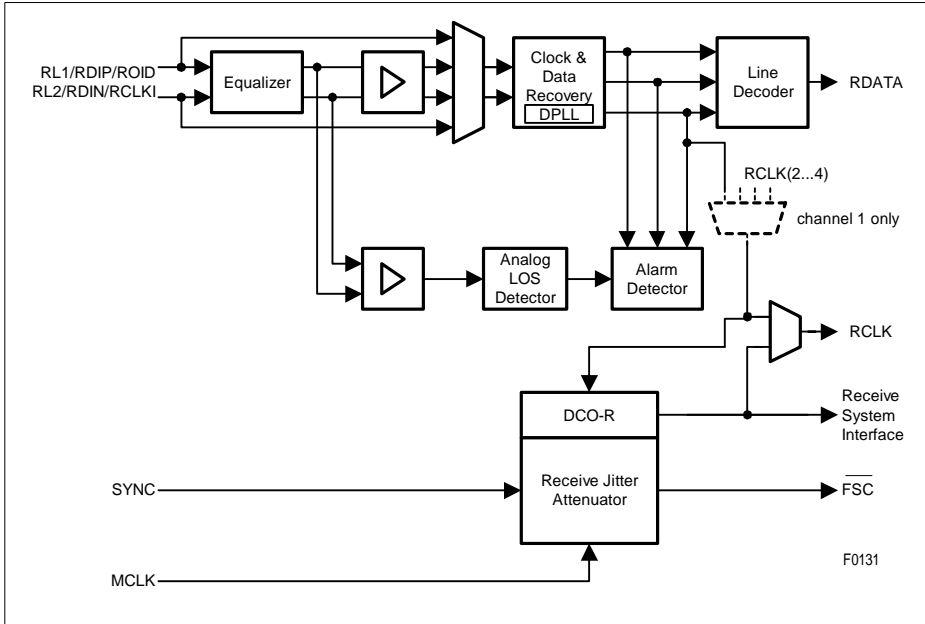 RL1/RDIP/ROID
RL2/RDIN/RCLKI
Equalizer
Clock &
Data
Recovery
DPLL
Line
Decoder
RDATA
RCLK(2...4)
channel 1 only
Analog
LOS
Detector
Alarm
Detector
RCLK
DCO-R
Receive
System
Interface
SYNC
Receive Jitter
Attenuator
FSC
MCLK
F0131